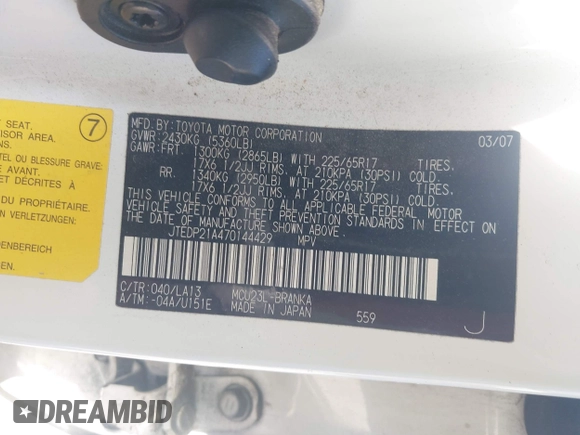 7
SEAT.
ISOR AREA.
ENTS.
TEL OU BLESSURE GRAVE:
AVANT.
ET DÉCRITES À
DU PROPRIÉTAIRE.
ON VERLETZUNGEN:
DENBEREICH
EN.
MFD. BY: TOYOTA MOTOR CORPORATION 03/07
GVWR: 2430KG (5360LB)
GAWR: FRT. 1300KG (2865LB) WITH 225/65R17 TIRES,
17X6 1/2JJ RIMS, AT 210KPA (30PSI) COLD.
RR. 1340KG (2950LB) WITH 225/65R17 TIRES,
17X6 1/2JJ RIMS, AT 210KPA (30PSI) COLD.
THIS VEHICLE CONFORMS TO ALL APPLICABLE FEDERAL MOTOR
VEHICLE SAFETY AND THEFT PREVENTION STANDARDS IN EFFECT ON
THE DATE OF MANUFACTURE SHOWN ABOVE.
JTEDP21A470144429 MPV
C/TR: 040/LA13 MCU23L-BRANKA
A/TM: -04A/U151E MADE IN JAPAN 559 J
DREAMBID